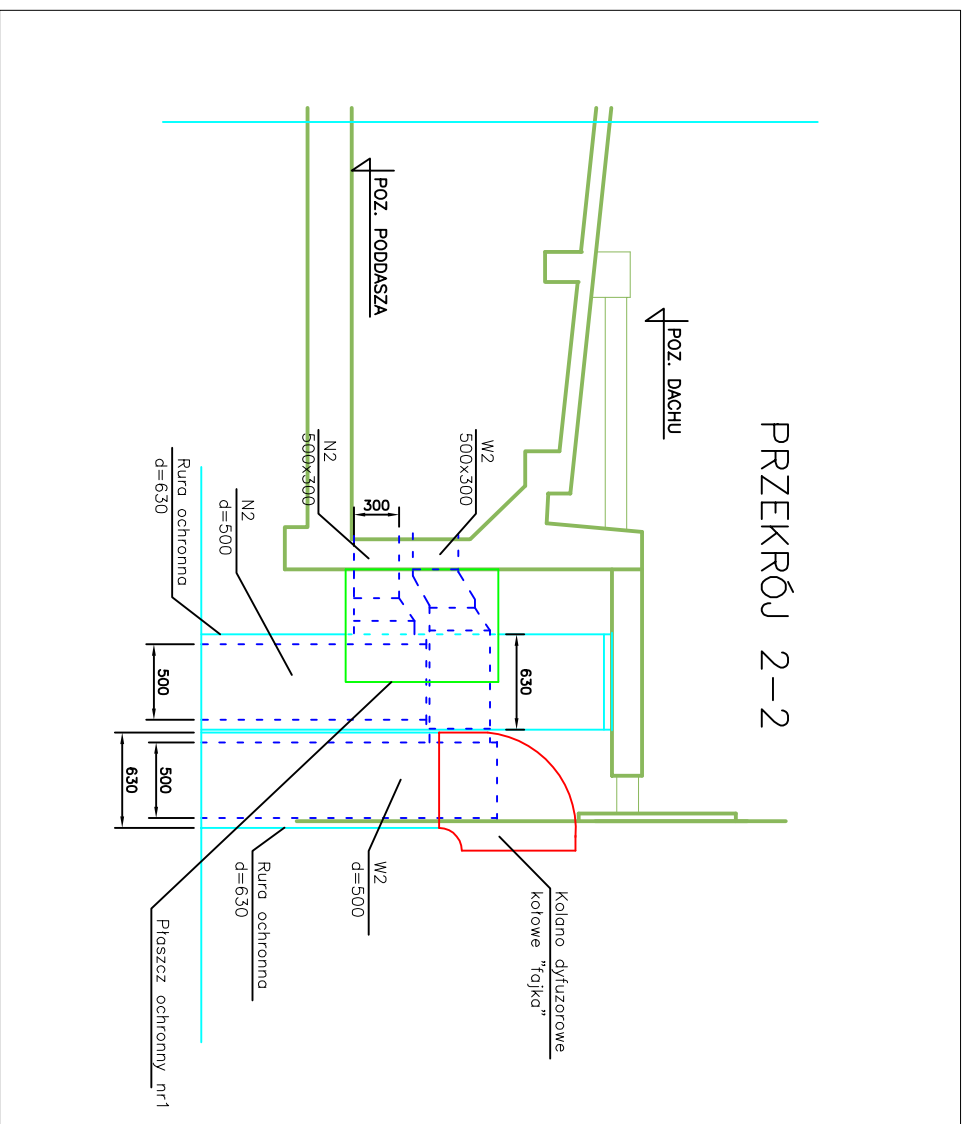 PRZEKRÓJ 2-2
POZ. DACHU
POZ. PODDASZA
W2
500x300
N2
500x300
300
Rura ochronna
d=630
N2
d=500
500
630
500
630
W2
d=500
Rura ochronna
d=630
Kolano dyfuzorowe
kołowe "fajka"
Płaszcz ochronny nr1